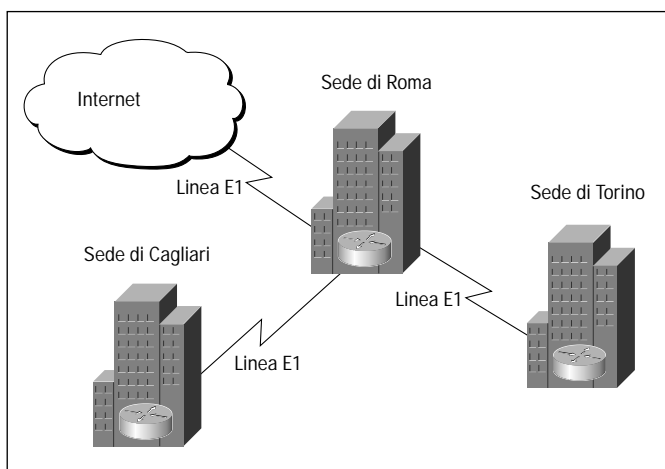 Sede di Roma
Internet
Linea E1
Sede di Torino
Sede di Cagliari
Linea E1
Linea E1